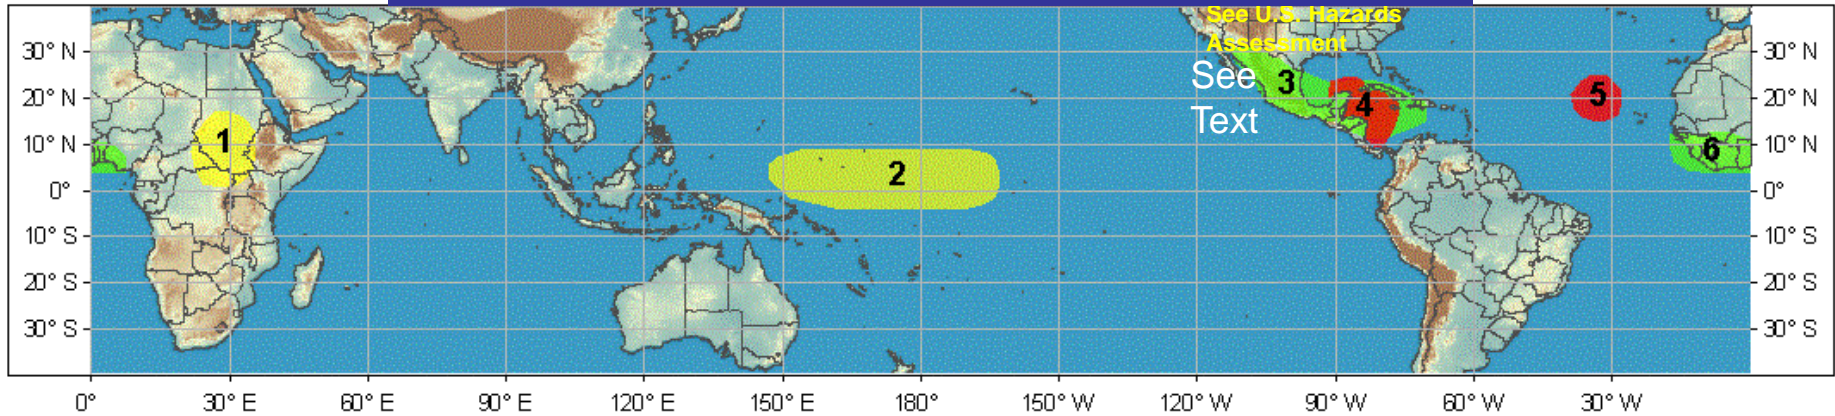 See U.S. Hazards
Assessment
See
Text
30° N
20° N
10° N
0°
10° S
20° S
30° S
1
2
3
4
5
6
30° N
20° N
10° N
0°
10° S
20° S
30° S
0° 30° E 60° E 90° E 120° E 150° E 180° 150° W 120° W 90° W 60° W 30° W